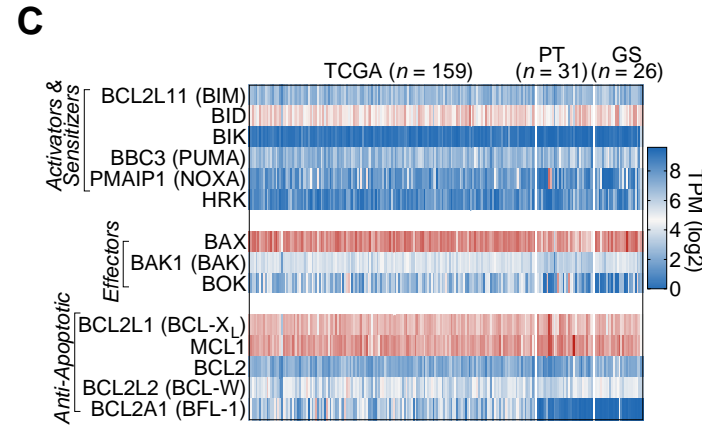 C
TCGA (n = 159)
PT
(n = 31)
GS
(n = 26)
Activators &
Sensitizers
BCL2L11 (BIM)
BID
BIK
BBC3 (PUMA)
PMAIP1 (NOXA)
HRK
Effectors
BAX
BAK1 (BAK)
BOK
Anti-Apoptotic
BCL2L1 (BCL-XL)
MCL1
BCL2
BCL2L2 (BCL-W)
BCL2A1 (BFL-1)
8
6
4
2
0
TPM (log2)